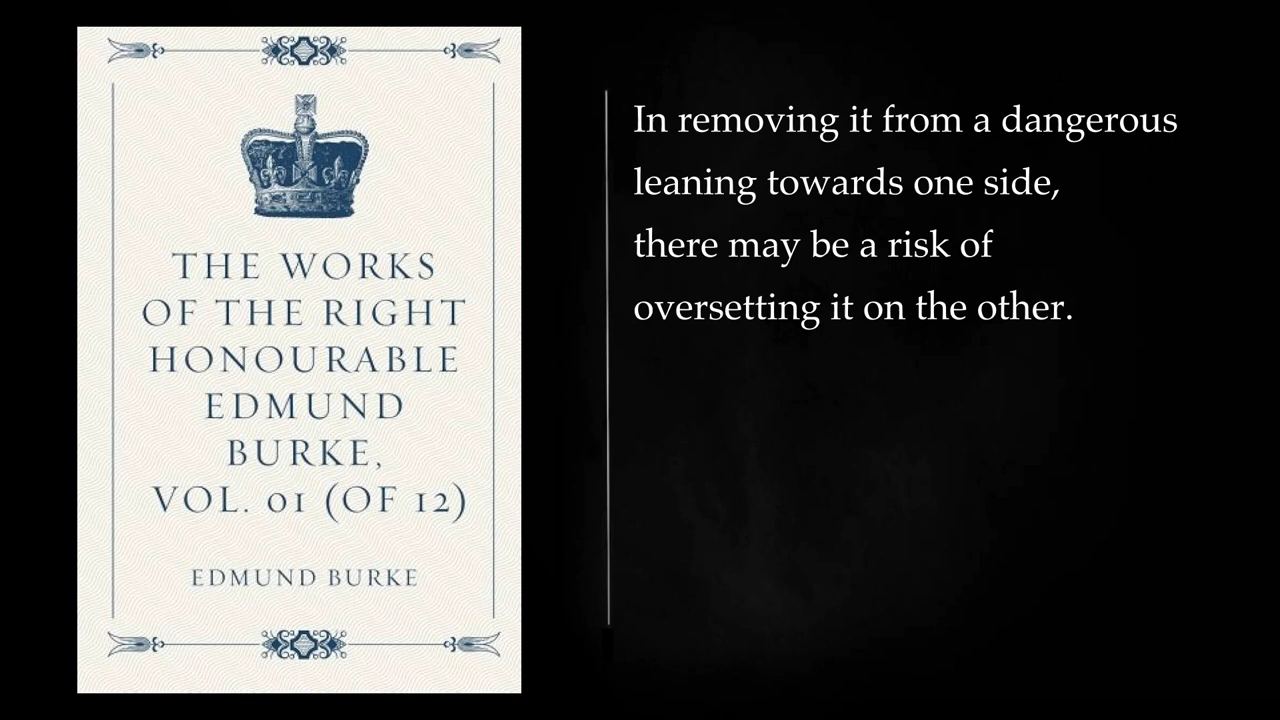 THE WORKS
OF THE RIGHT
HONOURABLE
EDMUND
BURKE,
VOL. 01 (OF 12)
EDMUND BURKE
In removing it from a dangerous
leaning towards one side,
there may be a risk of
oversetting it on the other.